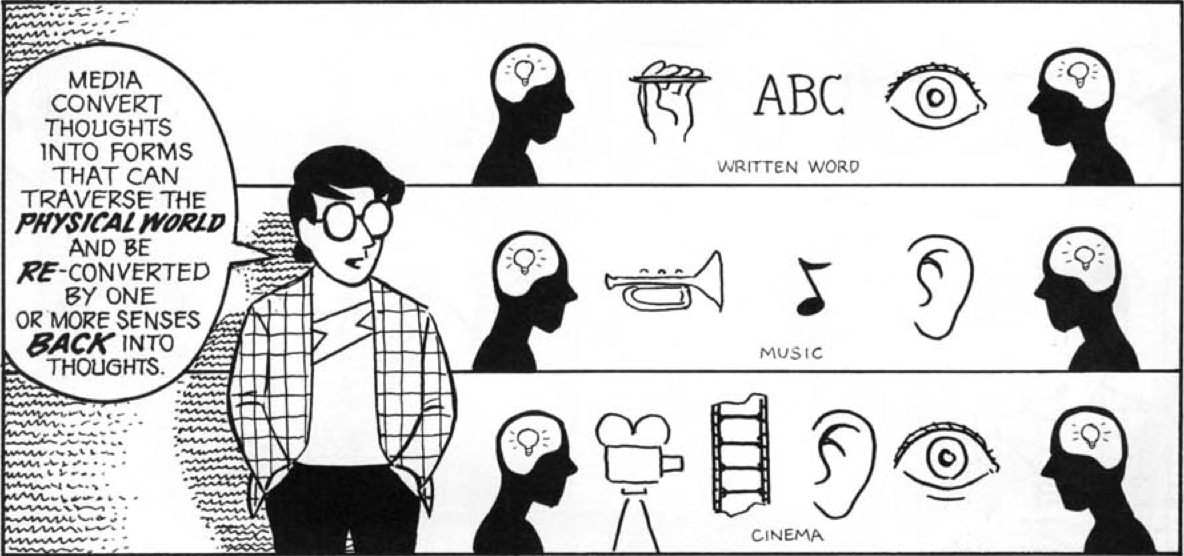 MEDIA
CONVERT
THOUGHTS
INTO FORMS
THAT CAN
TRAVERSE THE
PHYSICAL WORLD
AND BE
RE-CONVERTED
BY ONE
OR MORE SENSES
BACK INTO
THOUGHTS.
ABC
WRITTEN WORD
MUSIC
CINEMA